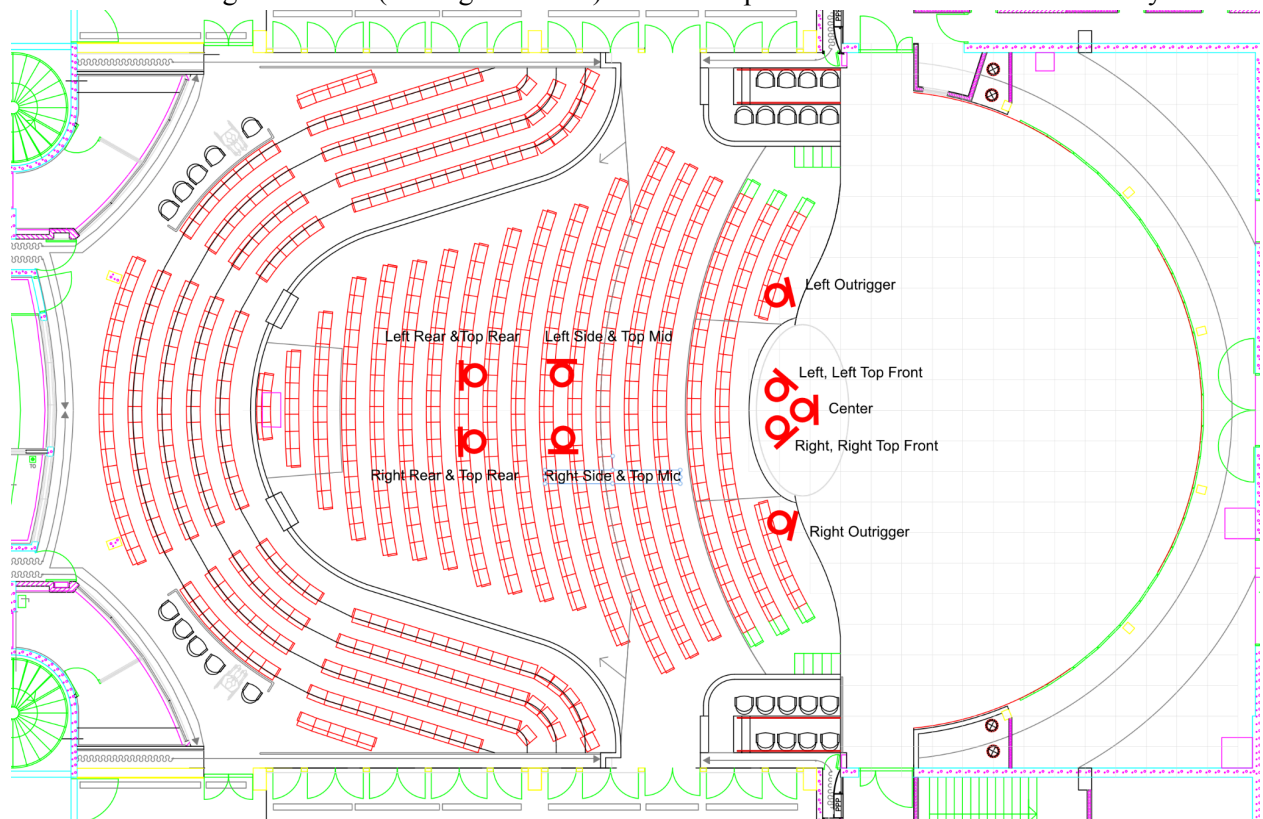 Left Outrigger
Left Rear &Top Rear
Left Side & Top Mid
Left, Left Top Front
Center
Right, Right Top Front
Right Rear & Top Rear
Right Side & Top Mid
Right Outrigger